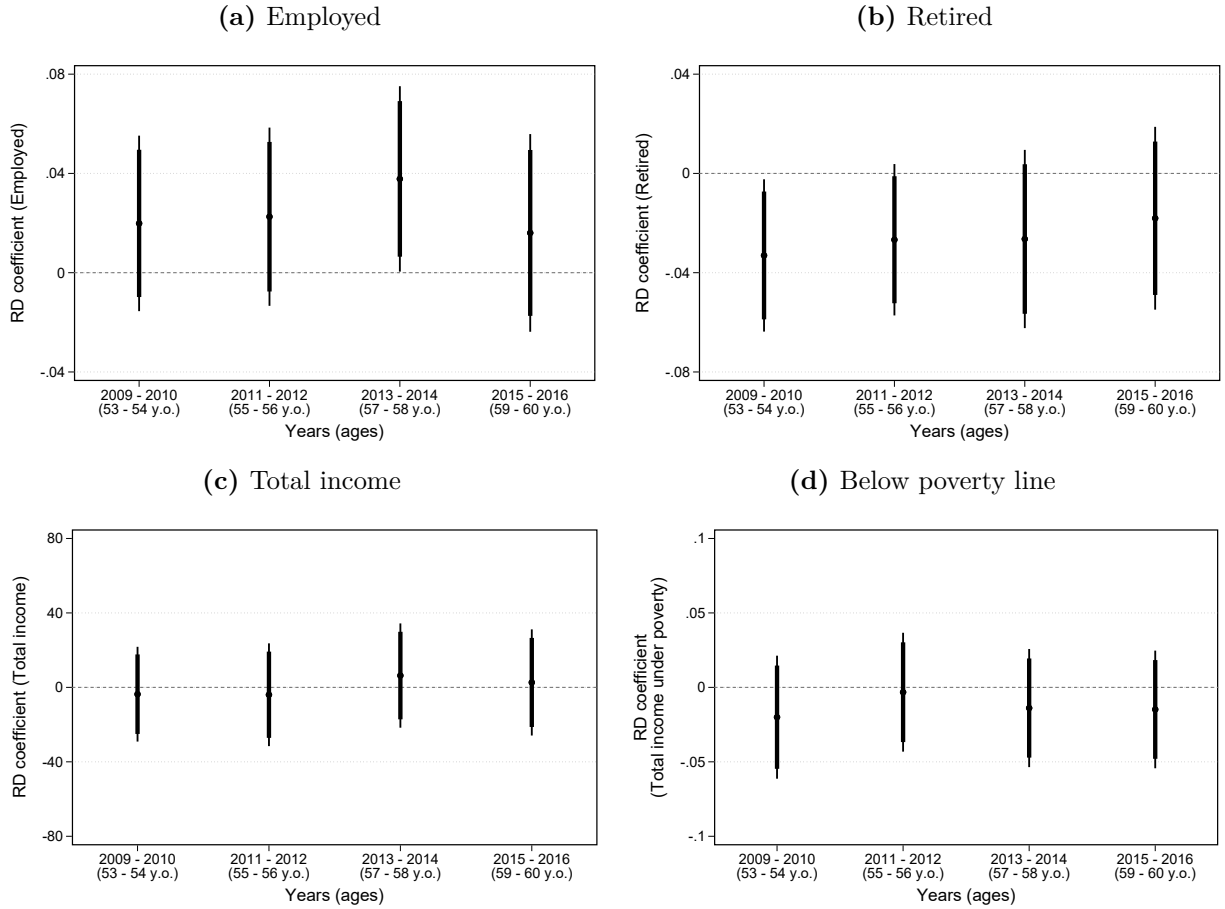 (a) Employed
RD coefficient (Employed)
.08
.04
0
-.04
2009 - 2010
(53 - 54 y.o.)
2011 - 2012
(55 - 56 y.o.)
2013 - 2014
(57 - 58 y.o.)
2015 - 2016
(59 - 60 y.o.)
Years (ages)
(b) Retired
RD coefficient (Retired)
.04
0
-.04
-.08
2009 - 2010
(53 - 54 y.o.)
2011 - 2012
(55 - 56 y.o.)
2013 - 2014
(57 - 58 y.o.)
2015 - 2016
(59 - 60 y.o.)
Years (ages)
(c) Total income
RD coefficient (Total income)
80
40
0
-40
-80
2009 - 2010
(53 - 54 y.o.)
2011 - 2012
(55 - 56 y.o.)
2013 - 2014
(57 - 58 y.o.)
2015 - 2016
(59 - 60 y.o.)
Years (ages)
(d) Below poverty line
RD coefficient
(Total income under poverty)
.1
.05
0
-.05
-.1
2009 - 2010
(53 - 54 y.o.)
2011 - 2012
(55 - 56 y.o.)
2013 - 2014
(57 - 58 y.o.)
2015 - 2016
(59 - 60 y.o.)
Years (ages)